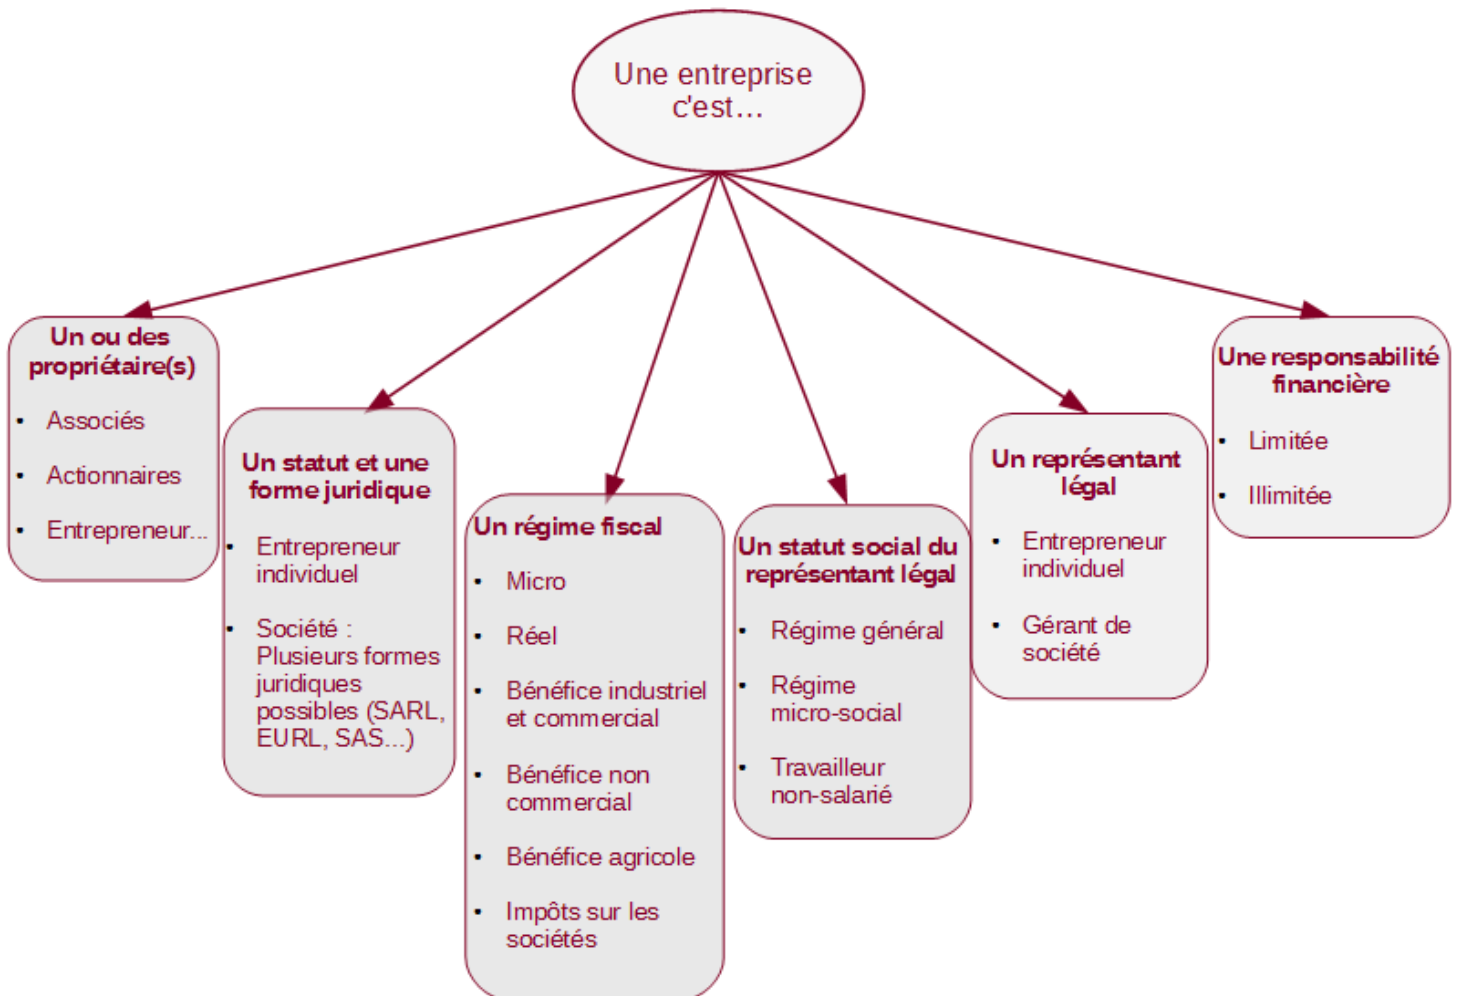 Une entreprise
c'est...
Un ou des
propriétaire(s)
• Associés
• Actionnaires
• Entrepreneur...
Un statut et une
forme juridique
• Entrepreneur
individuel
• Société :
Plusieurs formes
juridiques
possibles (SARL,
EURL, SAS...)
Un régime fiscal
• Micro
• Réel
• Bénéfice industriel
et commercial
• Bénéfice non
commercial
• Bénéfice agricole
• Impôts sur les
sociétés
Un statut social du
représentant légal
• Régime général
• Régime
micro-social
• Travailleur
non-salarié
Un représentant
légal
• Entrepreneur
individuel
• Gérant de
société
Une responsabilité
financière
• Limitée
• Illimitée